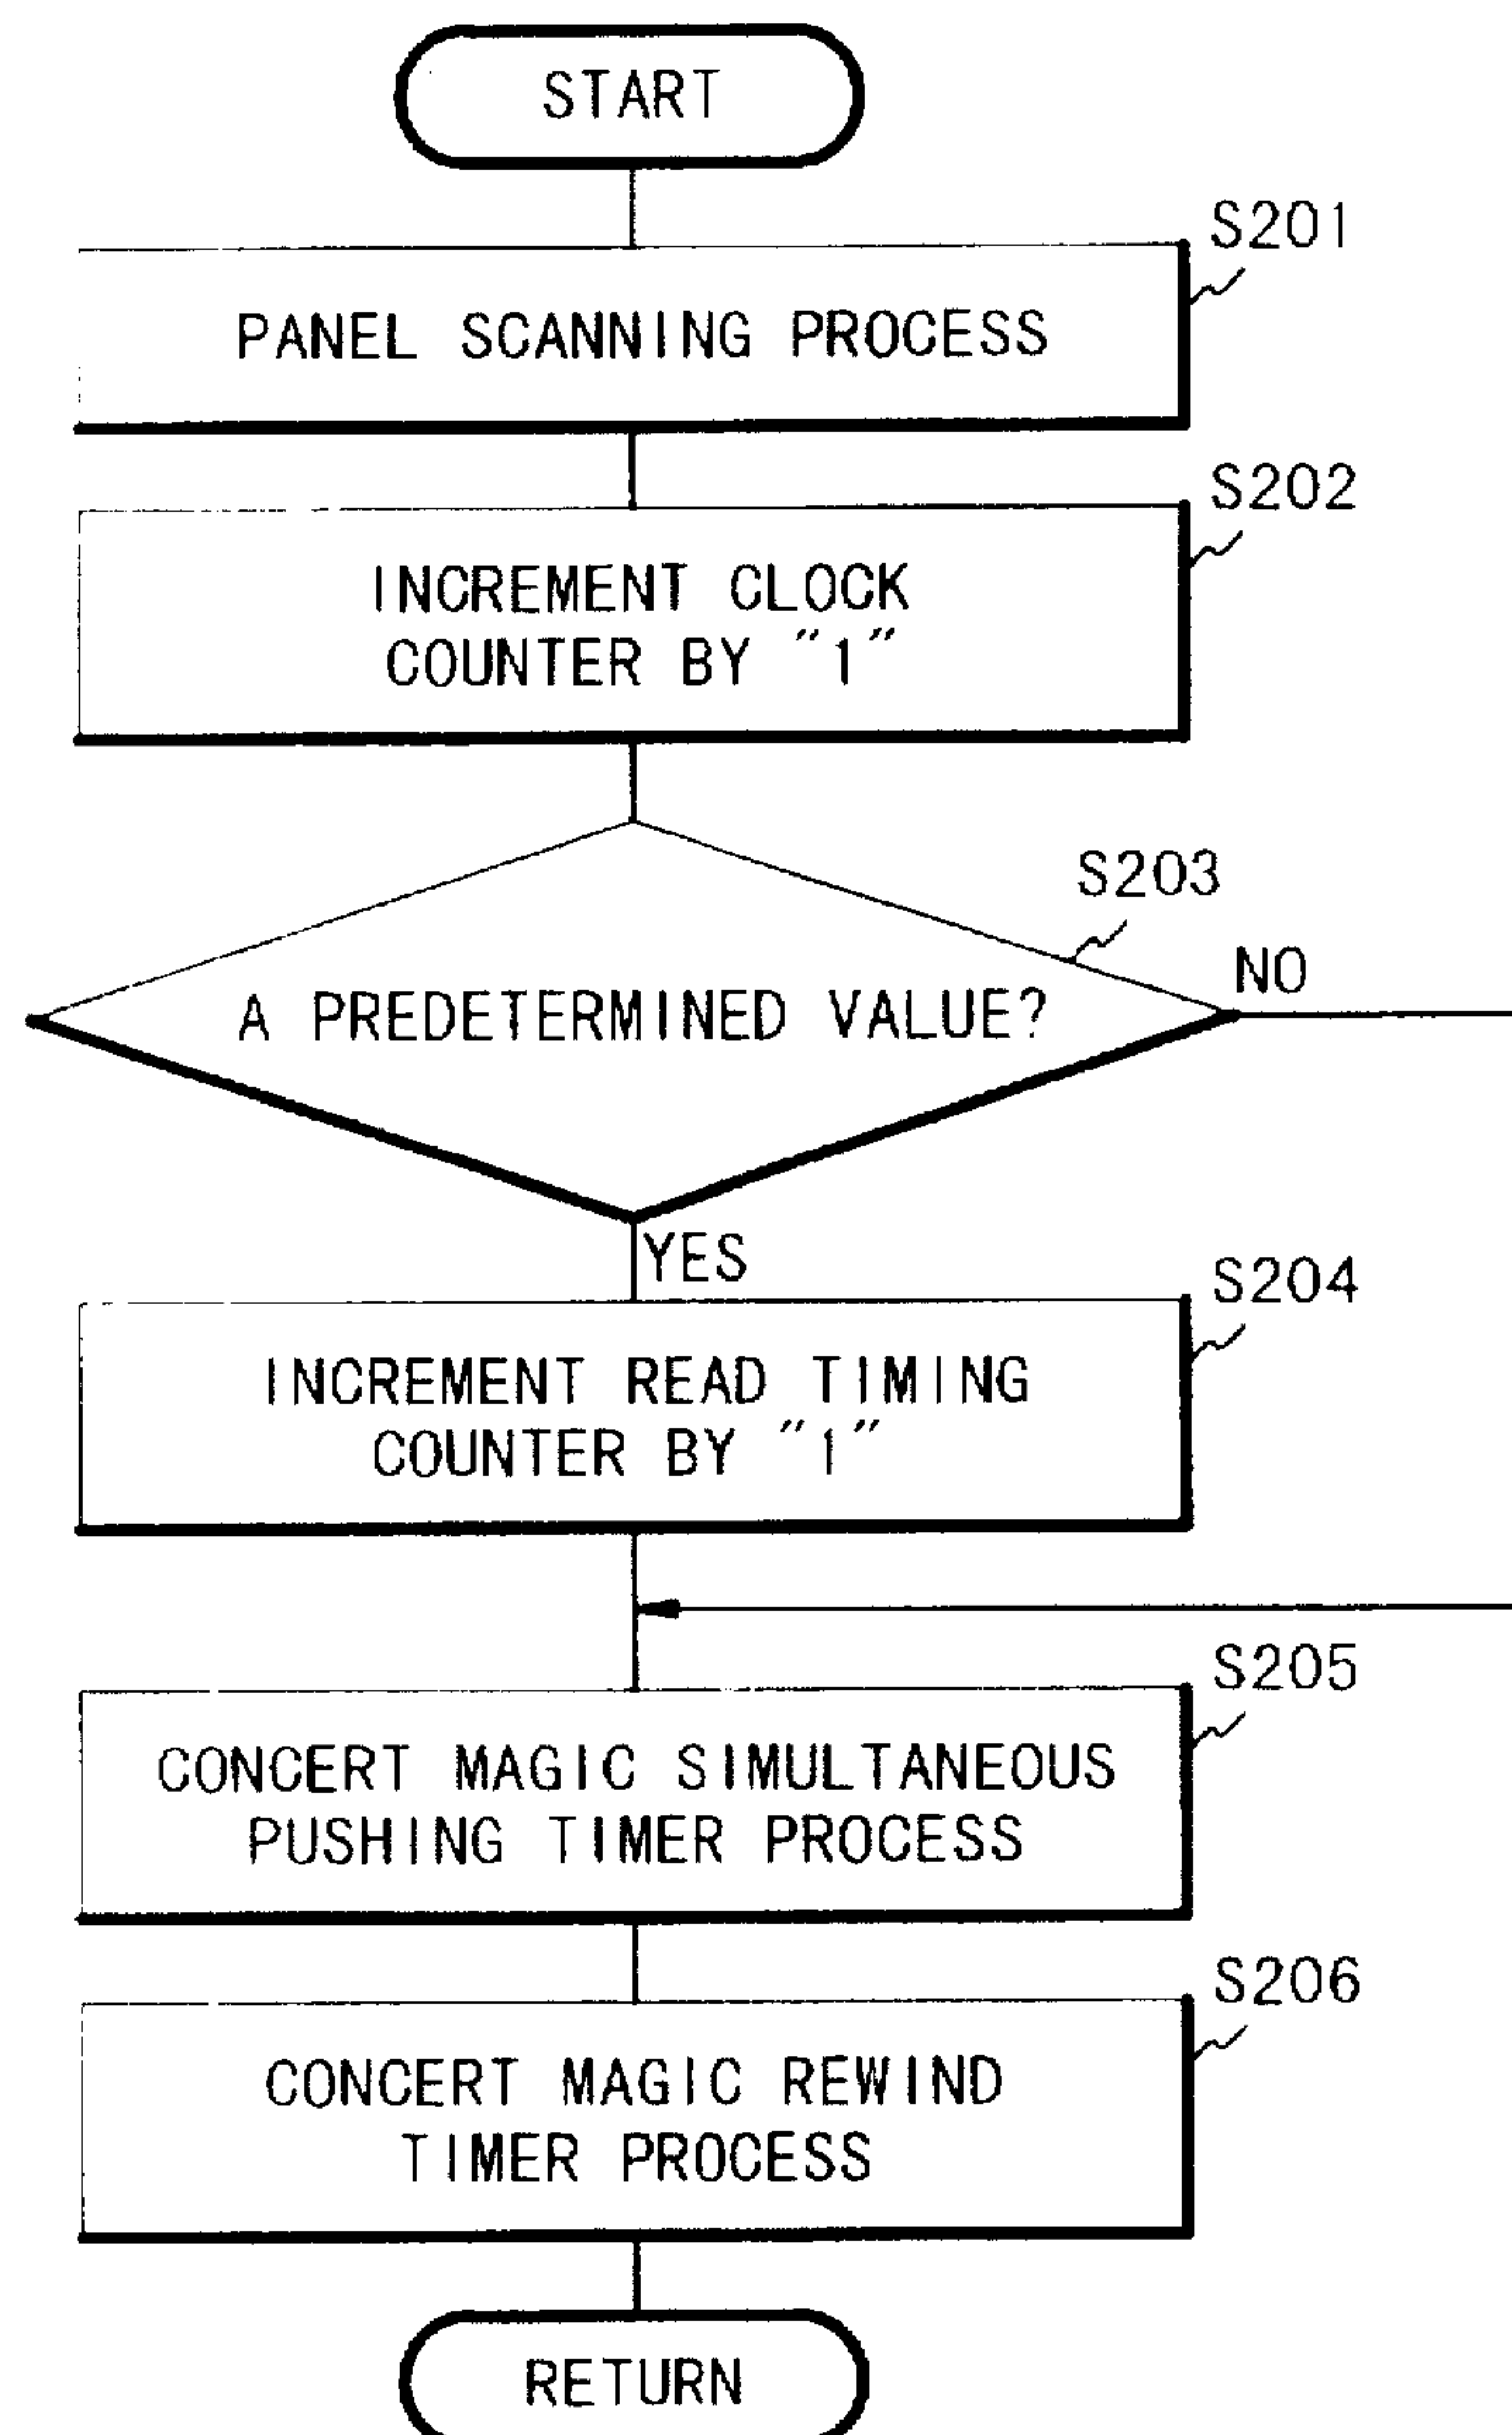 START
S201
PANEL SCANNING PROCESS
S202
INCREMENT CLOCK
COUNTER BY "1"
S203
NO
A PREDETERMINED VALUE?
YES
S204
INCREMENT READ TIMING
COUNTER BY "1"
S205
CONCERT MAGIC SIMULTANEOUS
PUSHING TIMER PROCESS
S206
CONCERT MAGIC REWIND
TIMER PROCESS
RETURN